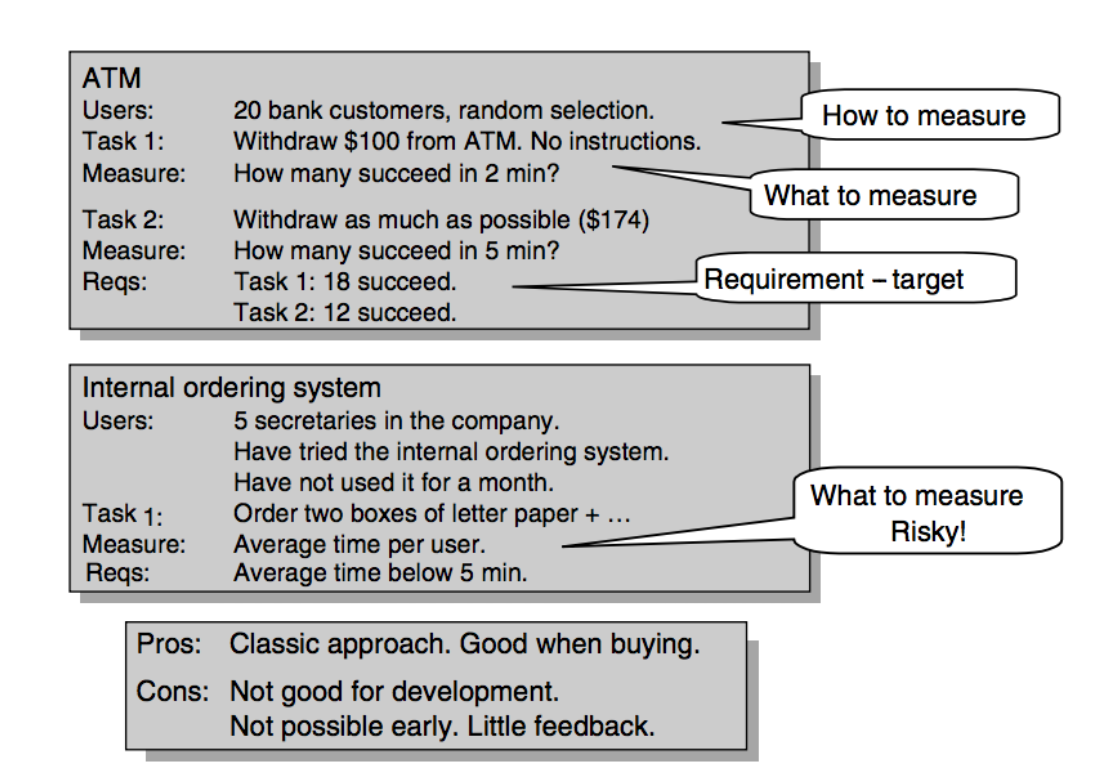 ATM
Users: 20 bank customers, random selection.
Task 1: Withdraw $100 from ATM. No instructions.
Measure: How many succeed in 2 min?
Task 2: Withdraw as much as possible ($174)
Measure: How many succeed in 5 min?
Reqs: Task 1: 18 succeed.
Task 2: 12 succeed.
How to measure
What to measure
Requirement – target
Internal ordering system
Users: 5 secretaries in the company.
Have tried the internal ordering system.
Have not used it for a month.
Task 1: Order two boxes of letter paper + …
Measure: Average time per user.
Reqs: Average time below 5 min.
What to measure
Risky!
Pros: Classic approach. Good when buying.
Cons: Not good for development.
Not possible early. Little feedback.